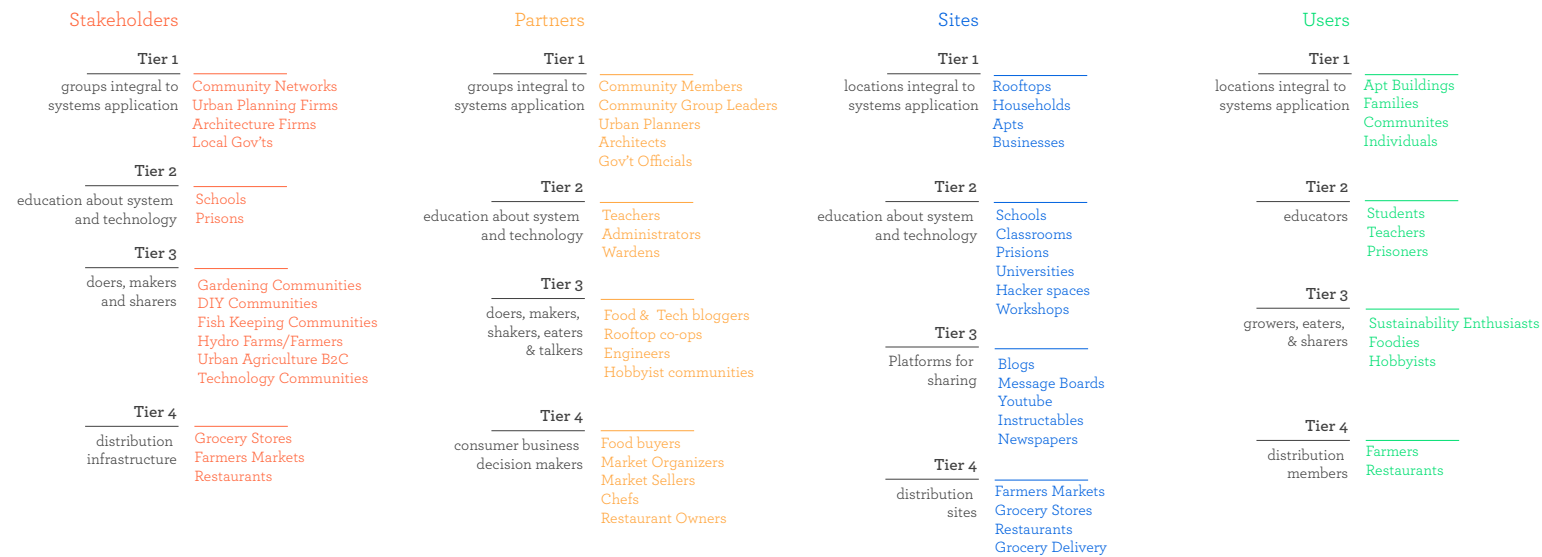 Stakeholders
Tier 1
groups integral to
systems application
Community Networks
Urban Planning Firms
Architecture Firms
Local Gov'ts
Tier 2
education about system
and technology
Schools
Prisons
Tier 3
doers, makers
and sharers
Gardening Communities
DIY Communities
Fish Keeping Communities
Hydro Farms/Farmers
Urban Agriculture B2C
Technology Communities
Tier 4
distribution
infrastructure
Grocery Stores
Farmers Markets
Restaurants
Partners
Tier 1
groups integral to
systems application
Community Members
Community Group Leaders
Urban Planners
Architects
Gov't Officials
Tier 2
education about system
and technology
Teachers
Administrators
Wardens
Tier 3
doers, makers,
shakers, eaters
& talkers
Food & Tech bloggers
Rooftop co-ops
Engineers
Hobbyist communities
Tier 4
consumer business
decision makers
Food buyers
Market Organizers
Market Sellers
Chefs
Restaurant Owners
Sites
Tier 1
locations integral to
systems application
Rooftops
Households
Apts
Businesses
Tier 2
education about system
and technology
Schools
Classrooms
Prisions
Universities
Hacker spaces
Workshops
Tier 3
Platforms for
sharing
Blogs
Message Boards
Youtube
Instructables
Newspapers
Tier 4
distribution
sites
Farmers Markets
Grocery Stores
Restaurants
Grocery Delivery
Users
Tier 1
locations integral to
systems application
Apt Buildings
Families
Communites
Individuals
Tier 2
educators
Students
Teachers
Prisoners
Tier 3
growers, eaters,
& sharers
Sustainability Enthusiasts
Foodies
Hobbyists
Tier 4
distribution
members
Farmers
Restaurants